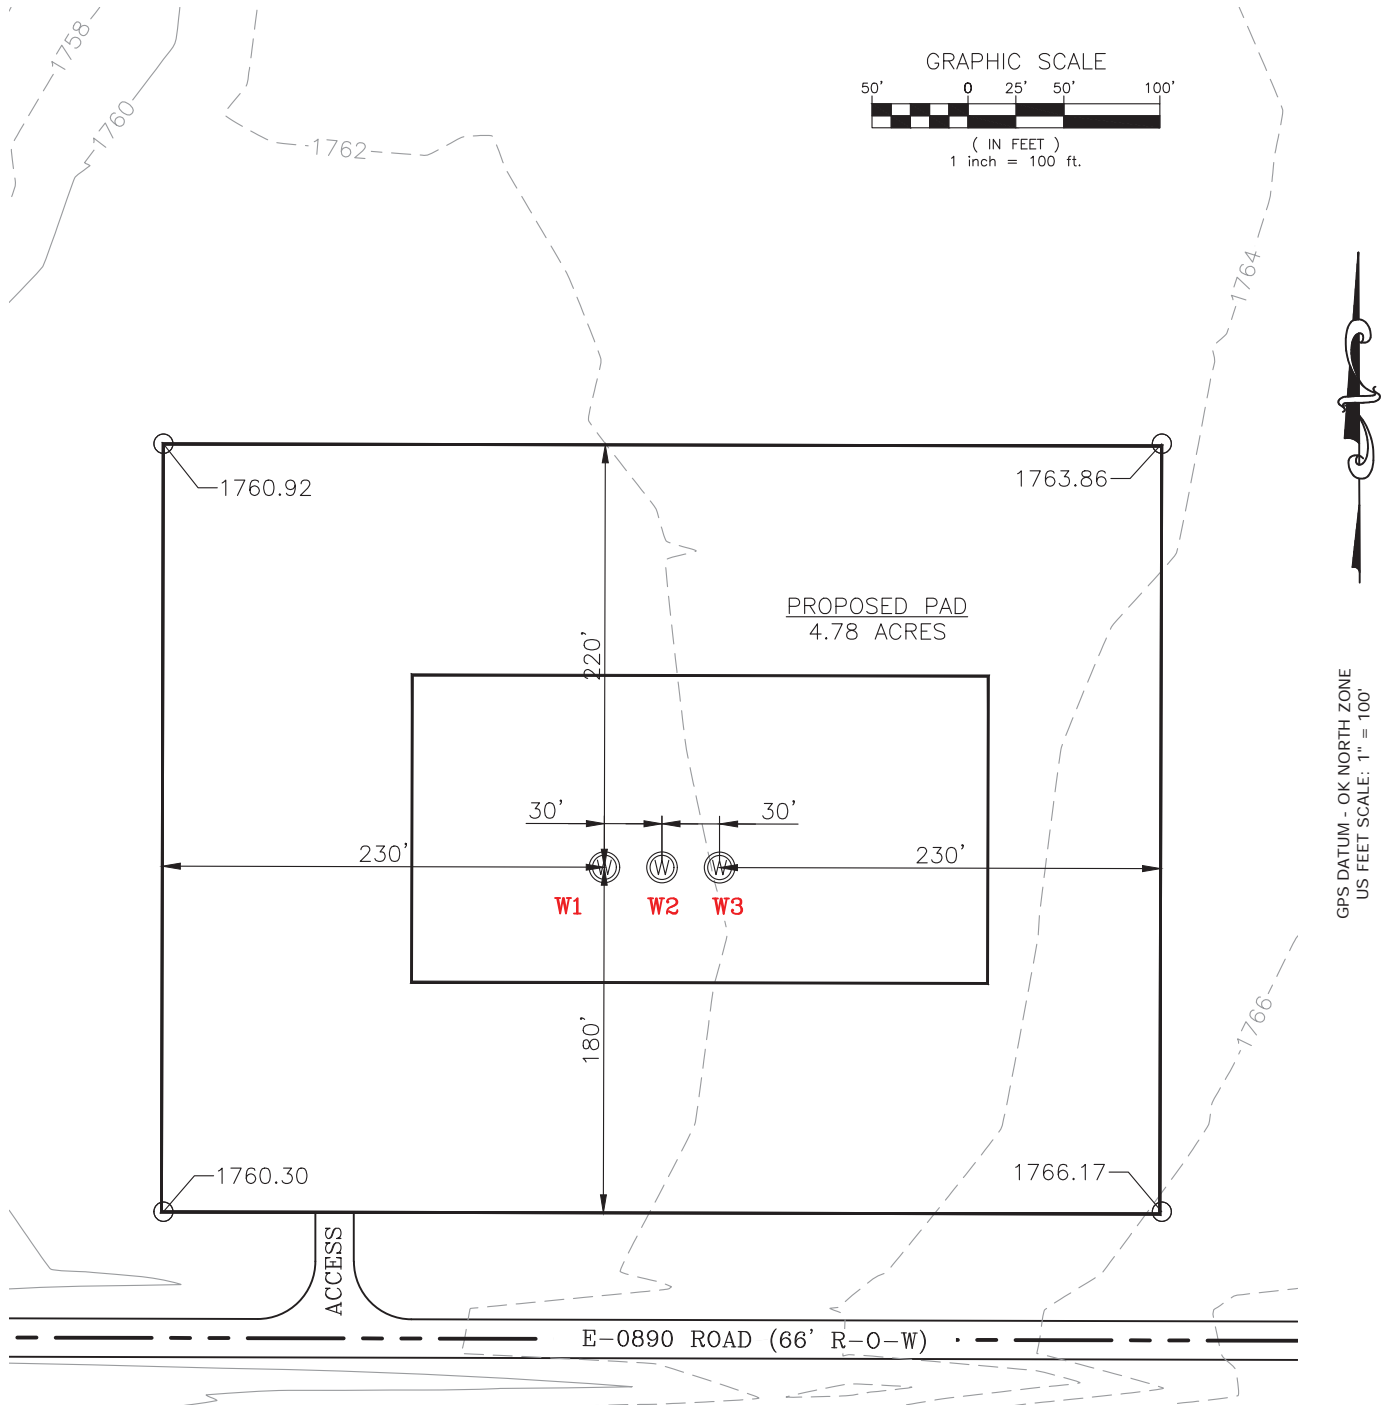 1758
1760
1762
GRAPHIC SCALE
50' 0 25' 50' 100'
( IN FEET )
1 inch = 100 ft.
1764
1760.92
1763.86
PROPOSED PAD
4.78 ACRES
220'
30' 30'
230' 230'
W W W
W1 W2 W3
GPS DATUM - OK NORTH ZONE
US FEET SCALE: 1" = 100'
180'
1766
1760.30
1766.17
ACCESS
E-0890 ROAD (66' R-O-W)